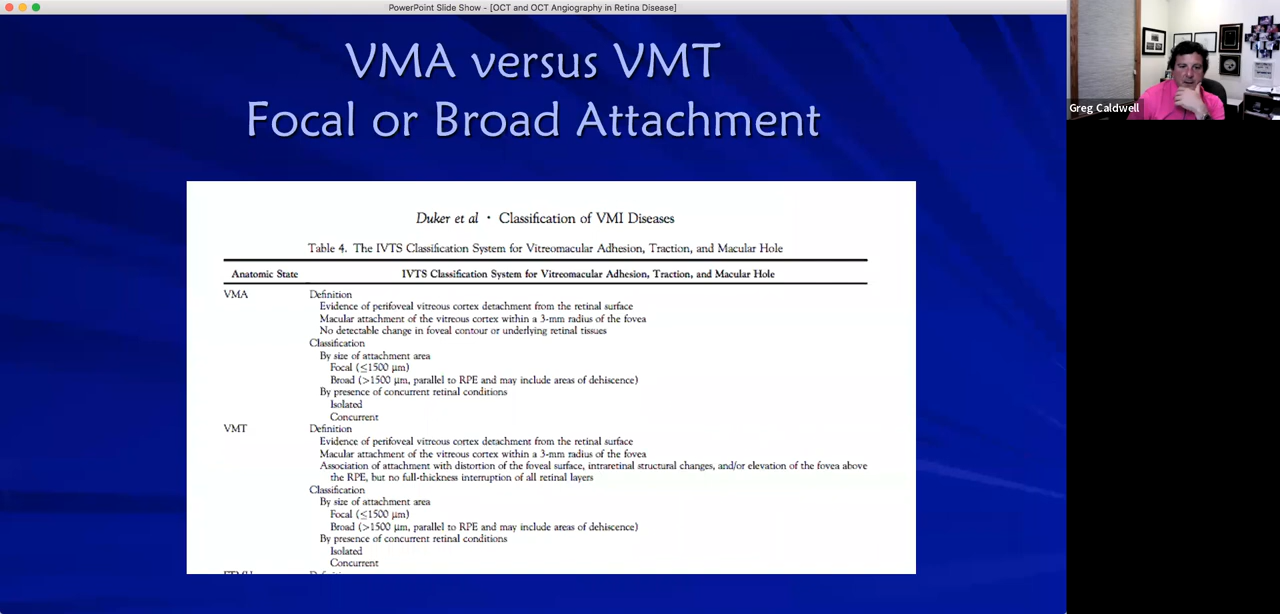 PowerPoint Slide Show - [OCT and OCT Angiography in Retina Disease]
VMA versus VMT
Focal or Broad Attachment
Greg Caldwell
Duker et al · Classification of VMI Diseases
Table 4. The IVTS Classification System for Vitreomacular Adhesion, Traction, and Macular Hole
Anatomic State
IVTS Classification System for Vitreomacular Adhesion, Traction, and Macular Hole
VMA
Definition
Evidence of perifoveal vitreous cortex detachment from the retinal surface
Macular attachment of the vitreous cortex within a 3-mm radius of the fovea
No detectable change in foveal contour or underlying retinal tissues
Classification
By size of attachment area
Focal (≤1500 μm)
Broad (>1500 μm, parallel to RPE and may include areas of dehiscence)
By presence of concurrent retinal conditions
Isolated
Concurrent
VMT
Definition
Evidence of perifoveal vitreous cortex detachment from the retinal surface
Macular attachment of the vitreous cortex within a 3-mm radius of the fovea
Association of attachment with distortion of the foveal surface, intraretinal structural changes, and/or elevation of the fovea above
the RPE, but no full-thickness interruption of all retinal layers
Classification
By size of attachment area
Focal (≤1500 μm)
Broad (>1500 μm, parallel to RPE and may include areas of dehiscence)
By presence of concurrent retinal conditions
Isolated
Concurrent